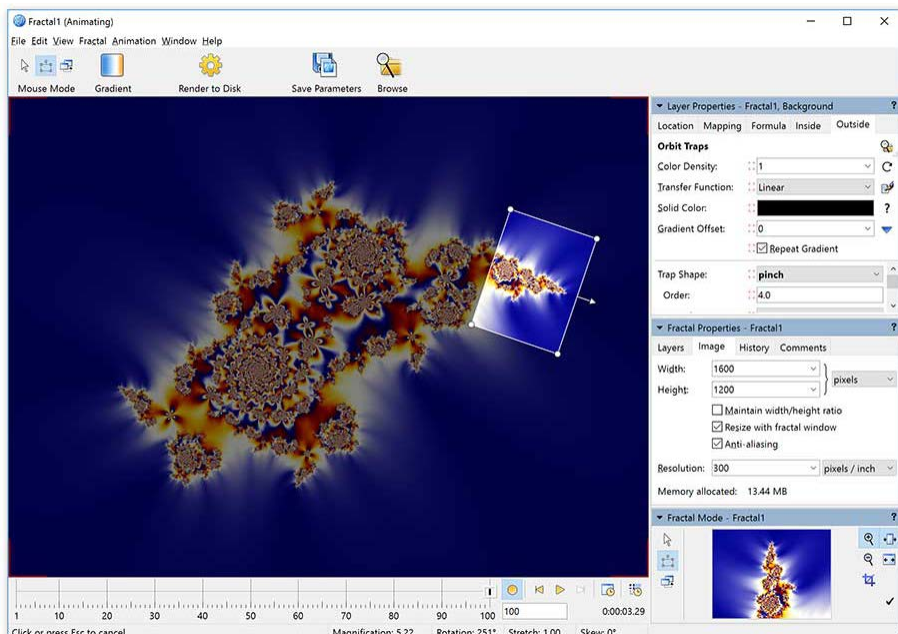 Fractal1 (Animating)
File Edit View Fractal Animation Window Help
Mouse Mode Gradient Render to Disk Save Parameters Browse
Layer Properties - Fractal1, Background ?
Location Mapping Formula Inside Outside
Orbit Traps
Color Density: 1
Transfer Function: Linear
Solid Color: ?
Gradient Offset: 0
Repeat Gradient
Trap Shape: pinch
Order: 4.0
Fractal Properties - Fractal1 ?
Layers Image History Comments
Width: 1600
pixels
Height: 1200
Maintain width/height ratio
Resize with fractal window
Anti-aliasing
Resolution: 300 pixels / inch
Memory allocated: 13.44 MB
Fractal Mode - Fractal1 ?
1 10 20 30 40 50 60 70 80 90 100 100 0:00:03.29
Click or press Esc to cancel Magnification: 5.22 Rotation: 251° Stretch: 1.00 Skew: 0°